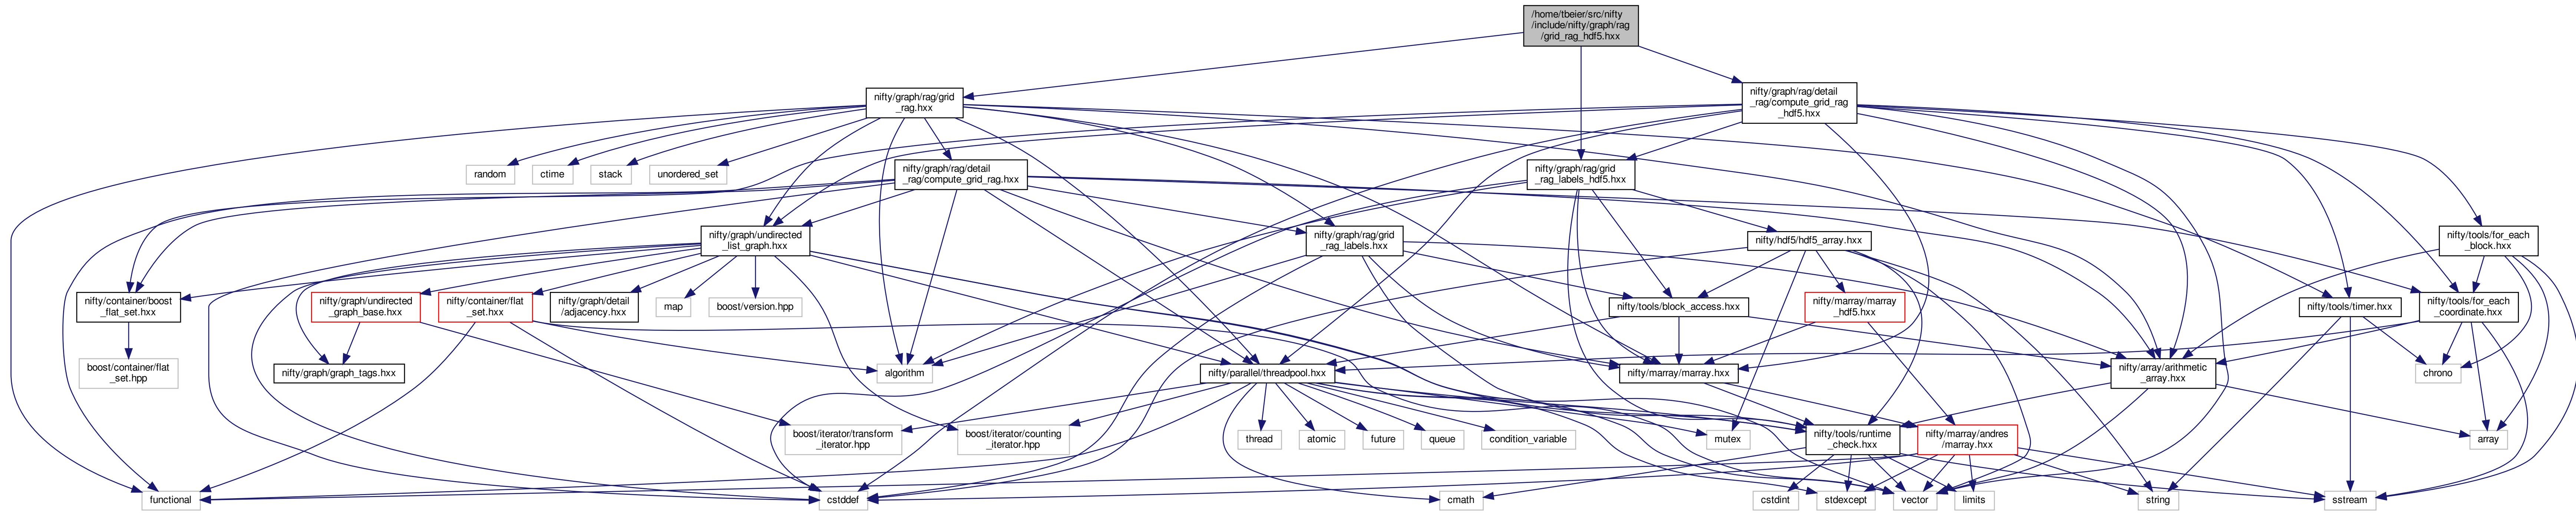 /home/tbeier/src/nifty
/include/nifty/graph/rag
/grid_rag_hdf5.hxx
nifty/graph/rag/grid
_rag.hxx
nifty/graph/rag/detail
_rag/compute_grid_rag
_hdf5.hxx
random
ctime
stack
unordered_set
nifty/graph/rag/detail
_rag/compute_grid_rag.hxx
nifty/graph/rag/grid
_rag_labels_hdf5.hxx
nifty/graph/undirected
_list_graph.hxx
nifty/graph/rag/grid
_rag_labels.hxx
nifty/hdf5/hdf5_array.hxx
nifty/tools/for_each
_block.hxx
nifty/container/boost
_flat_set.hxx
nifty/graph/undirected
_graph_base.hxx
nifty/container/flat
_set.hxx
nifty/graph/detail
/adjacency.hxx
map
boost/version.hpp
nifty/tools/block_access.hxx
nifty/marray/marray
_hdf5.hxx
nifty/tools/timer.hxx
nifty/tools/for_each
_coordinate.hxx
boost/container/flat
_set.hpp
nifty/graph/graph_tags.hxx
algorithm
nifty/parallel/threadpool.hxx
nifty/marray/marray.hxx
nifty/array/arithmetic
_array.hxx
chrono
boost/iterator/transform
_iterator.hpp
boost/iterator/counting
_iterator.hpp
thread
atomic
future
queue
condition_variable
mutex
nifty/tools/runtime
_check.hxx
nifty/marray/andres
/marray.hxx
array
functional
cstddef
cmath
cstdint
stdexcept
vector
limits
string
sstream